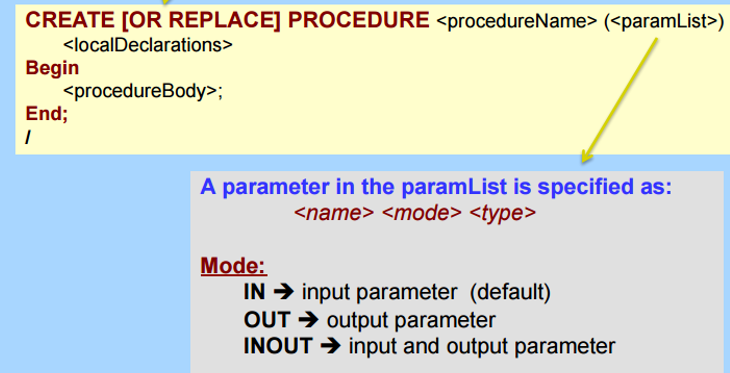 CREATE [OR REPLACE] PROCEDURE <procedureName> (<paramList>)
<localDeclarations>
Begin
<procedureBody>;
End;
/
A parameter in the paramList is specified as:
<name> <mode> <type>
Mode:
IN ➔ input parameter (default)
OUT ➔ output parameter
INOUT ➔ input and output parameter